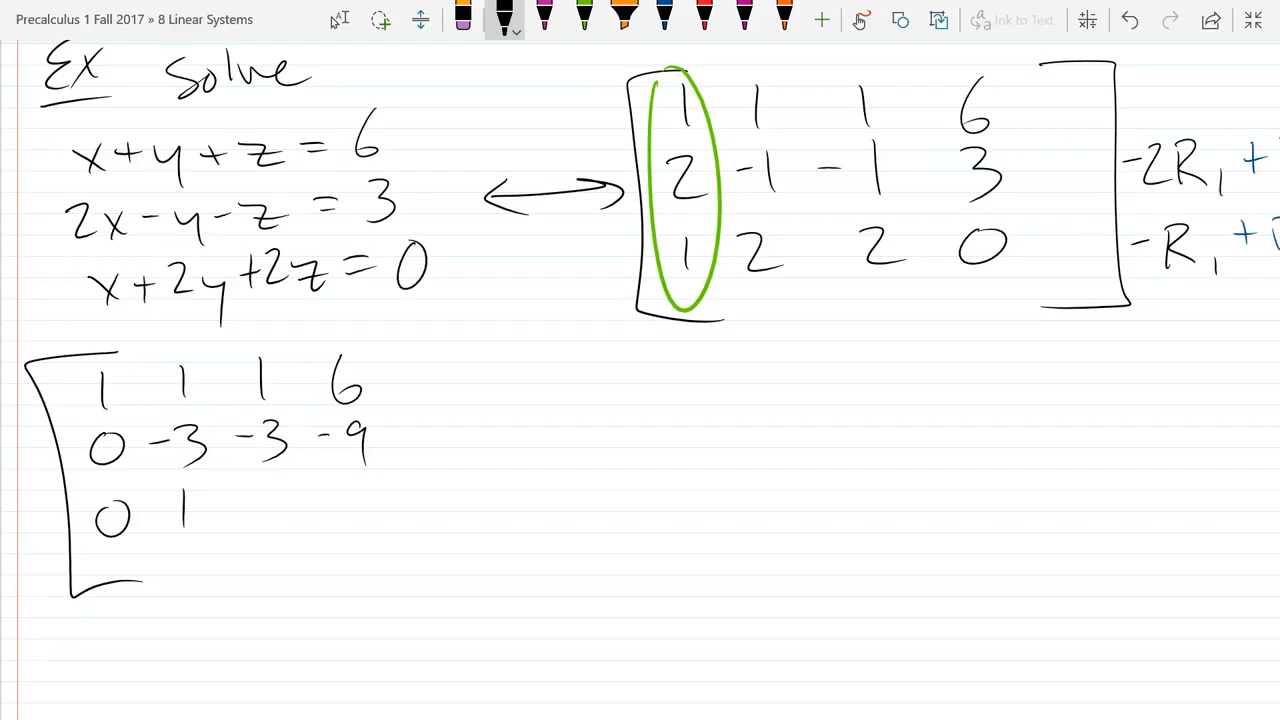 Precalculus 1 Fall 2017 » 8 Linear Systems
Ink to Text
Ex Solve
x+y+z=6
2x-y-z=3
x+2y+2z=0
1 1 1 6
2 -1 -1 3 -2R₁ +
1 2 2 0 -R₁ +
1 1 1 6
0 -3 -3 -9
0 1